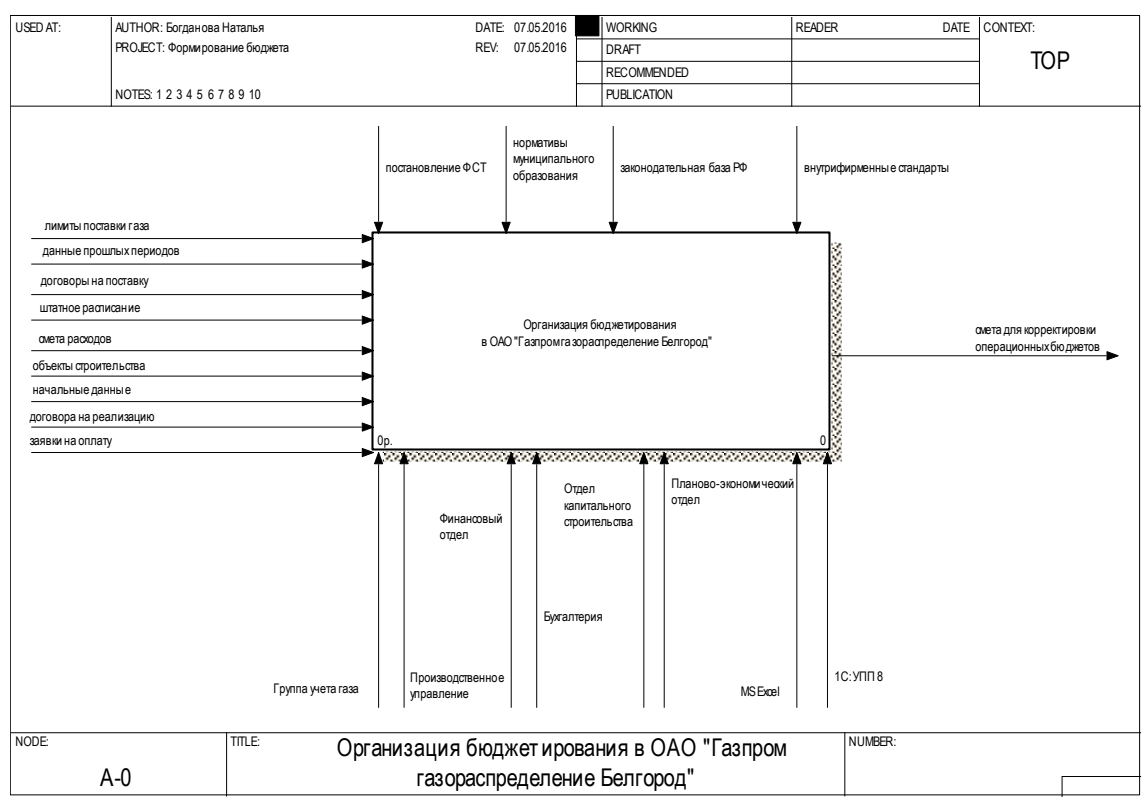 USED AT:
AUTHOR: Богданова Наталья
DATE: 07.05.2016
WORKING
READER
DATE
CONTEXT:
PROJECT: Формирование бюджета
REV: 07.05.2016
DRAFT
TOP
RECOMMENDED
NOTES: 1 2 3 4 5 6 7 8 9 10
PUBLICATION
постановление ФСТ
нормативы
муниципального
образования
законодательная база РФ
внутрифирменные стандарты
лимиты поставки газа
данные прошлых периодов
договоры на поставку
штатное расписание
смета расходов
объекты строительства
начальные данные
договора на реализацию
заявки на оплату
Организация бюджетирования
в ОАО "Газпромгазораспределение Белгород"
0р.
0
смета для корректировки
операционных бюджетов
Финансовый
отдел
Отдел
капитального
строительства
Планово-экономический
отдел
Бухгалтерия
Группа учета газа
Производственное
управление
MS Excel
1С: УПП 8
NODE:
A-0
TITLE:
Организация бюджетирования в ОАО "Газпром
газораспределение Белгород"
NUMBER: